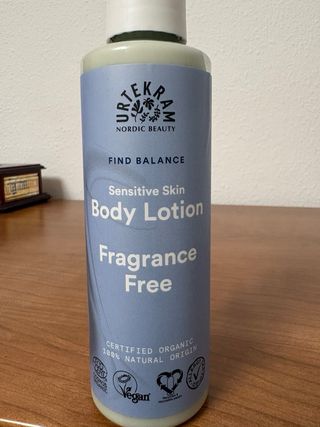 URTEKRAM
NORDIC BEAUTY
FIND BALANCE
Sensitive Skin
Body Lotion
Fragrance
Free
CERTIFIED ORGANIC
100% NATURAL ORIGIN
Vegan